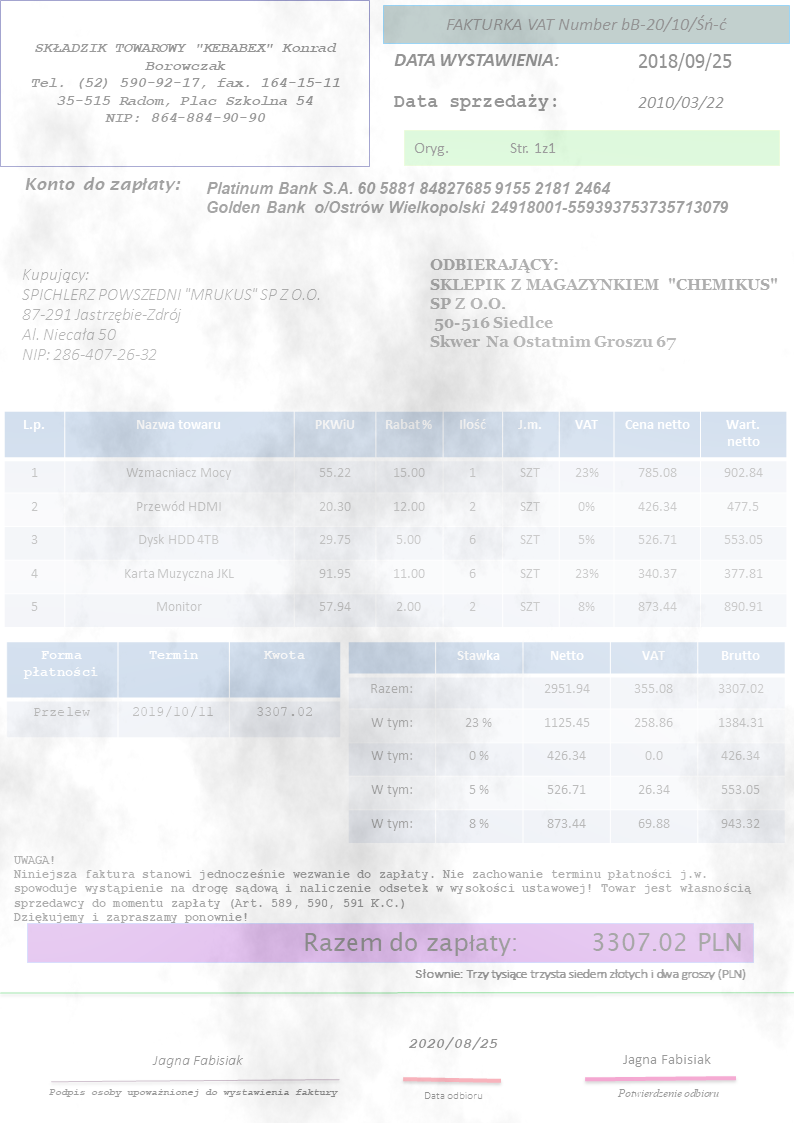 SKŁADZIK TOWAROWY "KEBABEX" Konrad
Borowczak
Tel. (52) 590-92-17, fax. 164-15-11
35-515 Radom, Plac Szkolna 54
NIP: 864-884-90-90
FAKTURKA VAT Number bB-20/10/Śń-ć
DATA WYSTAWIENIA: 2018/09/25
Data sprzedaży: 2010/03/22
Oryg. Str. 1z1
Konto do zapłaty:
Platinum Bank S.A. 60 5881 84827685 9155 2181 2464
Golden Bank o/Ostrów Wielkopolski 24918001-559393753735713079
Kupujący:
SPICHLERZ POWSZEDNI "MRUKUS" SP Z O.O.
87-291 Jastrzębie-Zdrój
Al. Niecała 50
NIP: 286-407-26-32
ODBIERAJĄCY:
SKLEPIK Z MAGAZYNKIEM "CHEMIKUS"
SP Z O.O.
50-516 Siedlce
Skwer Na Ostatnim Groszu 67
L.p. Nazwa towaru PKWiU Rabat % Ilość J.m. VAT Cena netto Wart.
netto
1 Wzmacniacz Mocy 55.22 15.00 1 SZT 23% 785.08 902.84
2 Przewód HDMI 20.30 12.00 2 SZT 0% 426.34 477.5
3 Dysk HDD 4TB 29.75 5.00 6 SZT 5% 526.71 553.05
4 Karta Muzyczna JKL 91.95 11.00 6 SZT 23% 340.37 377.81
5 Monitor 57.94 2.00 2 SZT 8% 873.44 890.91
Forma
płatności Termin Kwota
Przelew 2019/10/11 3307.02
Stawka Netto VAT Brutto
Razem: 2951.94 355.08 3307.02
W tym: 23 % 1125.45 258.86 1384.31
W tym: 0 % 426.34 0.0 426.34
W tym: 5 % 526.71 26.34 553.05
W tym: 8 % 873.44 69.88 943.32
UWAGA!
Niniejsza faktura stanowi jednocześnie wezwanie do zapłaty. Nie zachowanie terminu płatności j.w.
spowoduje wystąpienie na drogę sądową i naliczenie odsetek w wysokości ustawowej! Towar jest własnością
sprzedawcy do momentu zapłaty (Art. 589, 590, 591 K.C.)
Dziękujemy i zapraszamy ponownie!
Razem do zapłaty: 3307.02 PLN
Słownie: Trzy tysiące trzysta siedem złotych i dwa groszy (PLN)
Jagna Fabisiak
Podpis osoby upoważnionej do wystawienia faktury
2020/08/25
Data odbioru
Jagna Fabisiak
Potwierdzenie odbioru